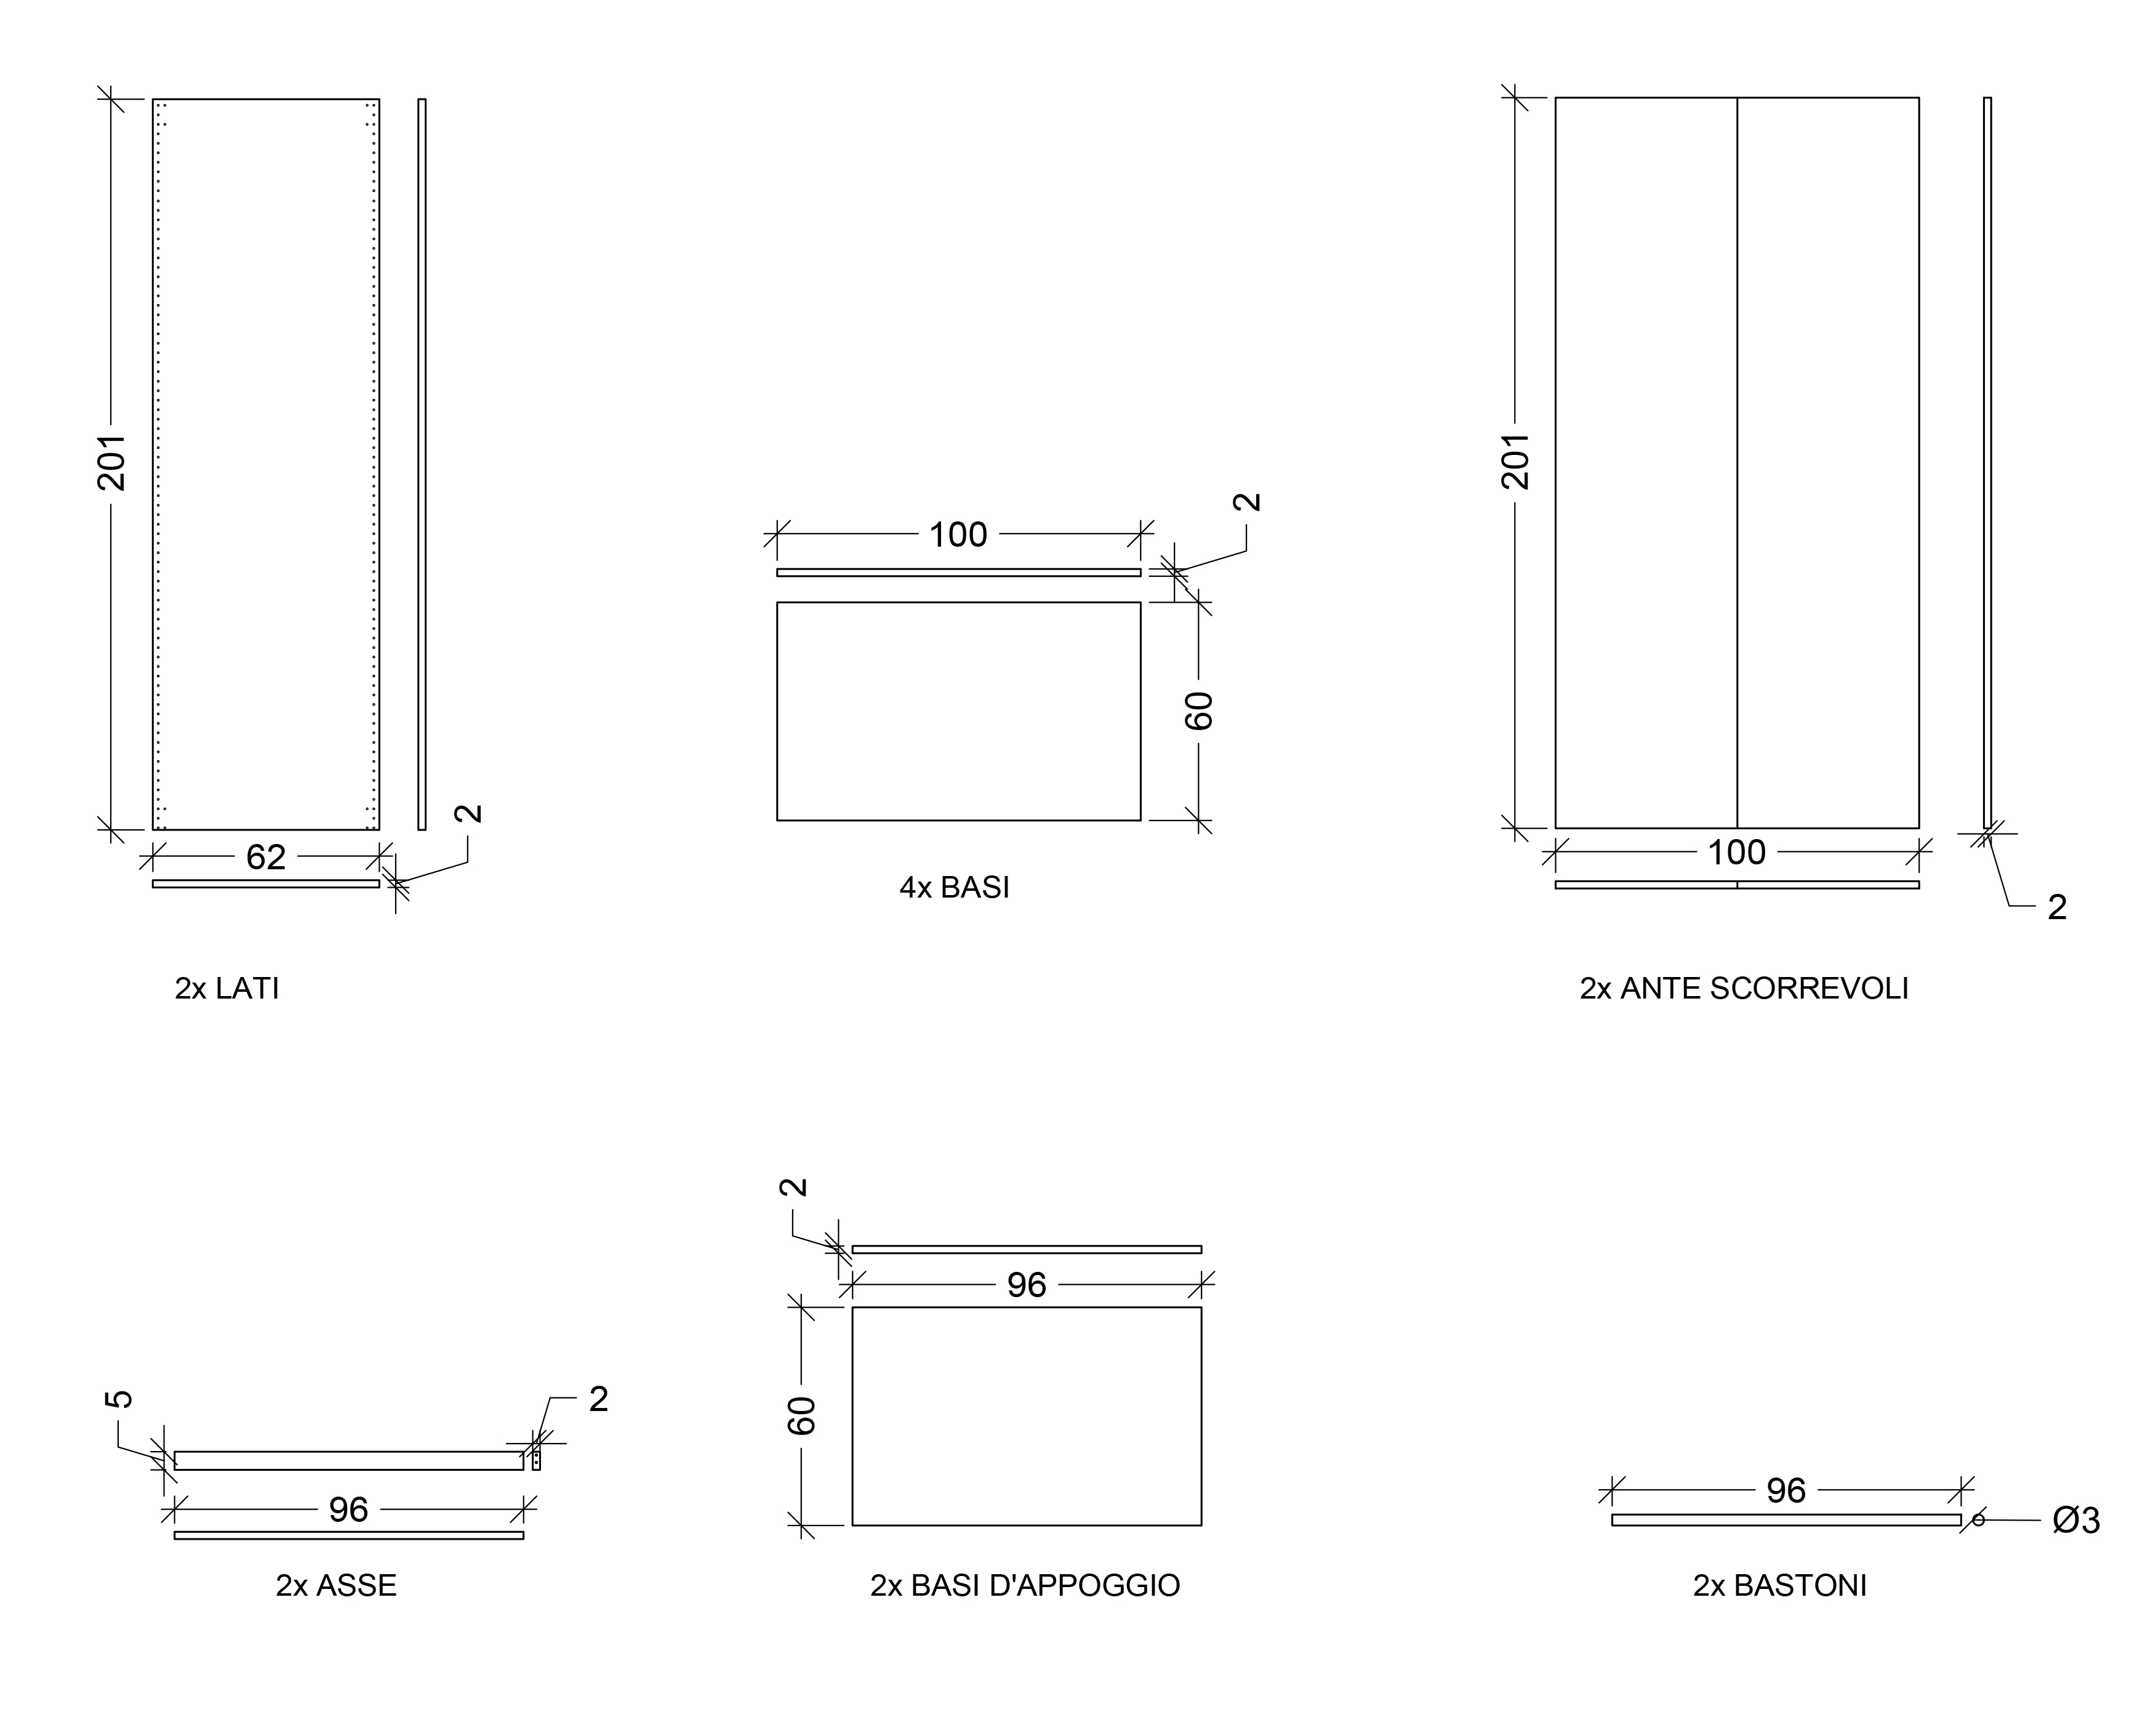 201
62
2
2x LATI
100
2
60
4x BASI
201
100
2
2x ANTE SCORREVOLI
5
2
96
2x ASSE
2
96
60
2x BASI D'APPOGGIO
96
Ø3
2x BASTONI